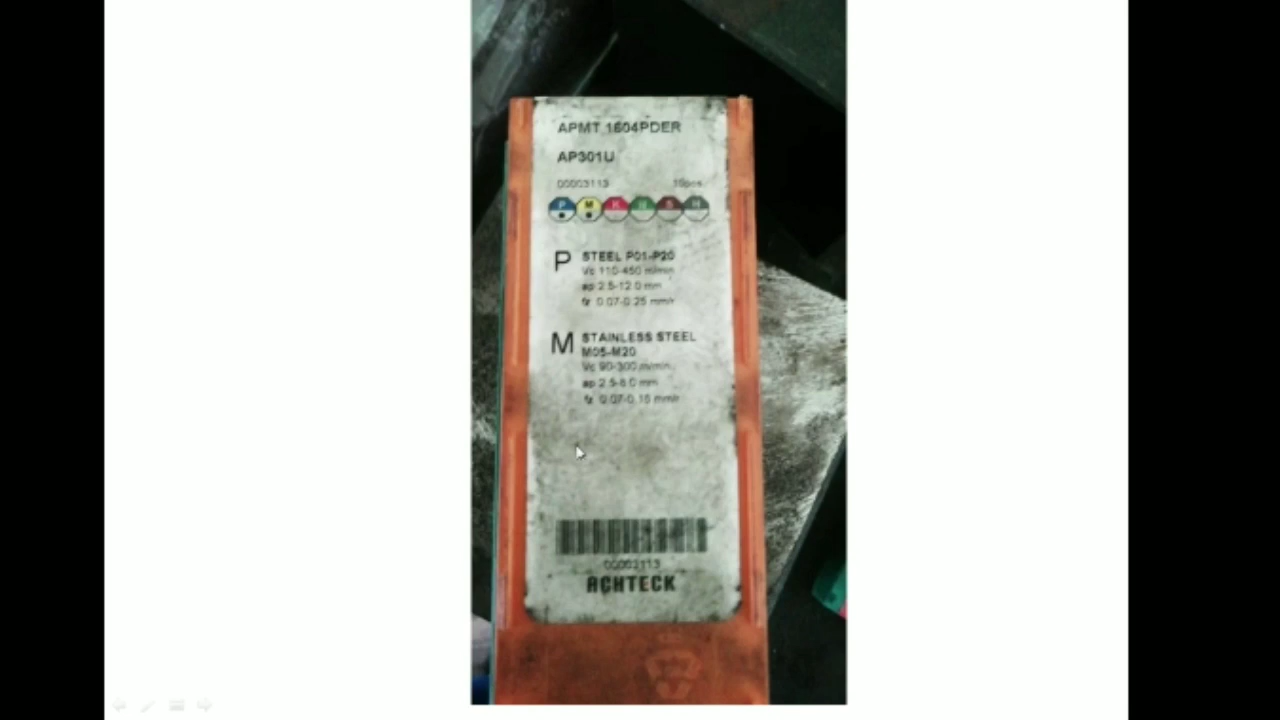 APMT 1604PDER
AP301U
00003113 10pcs
P M K N S H
P STEEL P01-P20
Vc 110-450 m/min
ap 2.5-12.0 mm
fz 0.07-0.25 mm/r
M STAINLESS STEEL
M05-M20
Vc 90-300 m/min
ap 2.5-8.0 mm
fz 0.07-0.15 mm/r
00003113
ACHTECK